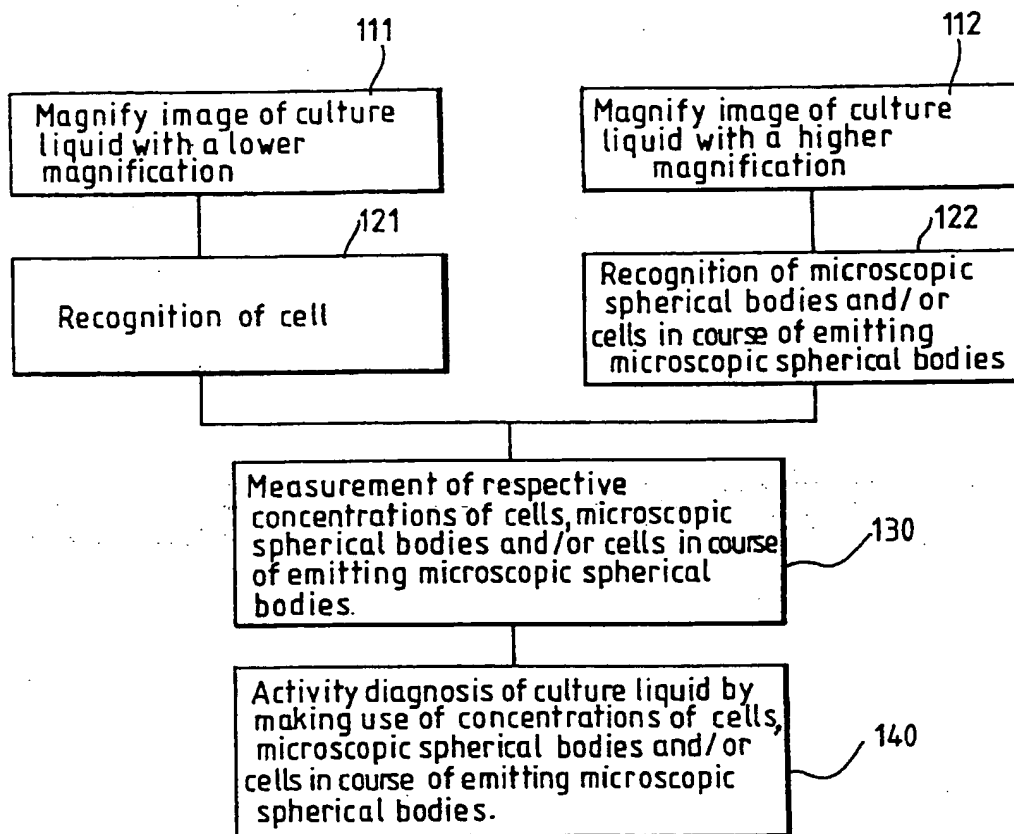 111
112
Magnify image of culture
liquid with a lower
magnification
Magnify image of culture
liquid with a higher
magnification
121
122
Recognition of cell
Recognition of microscopic
spherical bodies and/or
cells in course of emitting
microscopic spherical bodies
Measurement of respective
concentrations of cells, microscopic
spherical bodies and/or cells in course
of emitting microscopic spherical
bodies.
130
Activity diagnosis of culture liquid by
making use of concentrations of cells,
microscopic spherical bodies and/or
cells in course of emitting microscopic
spherical bodies.
140